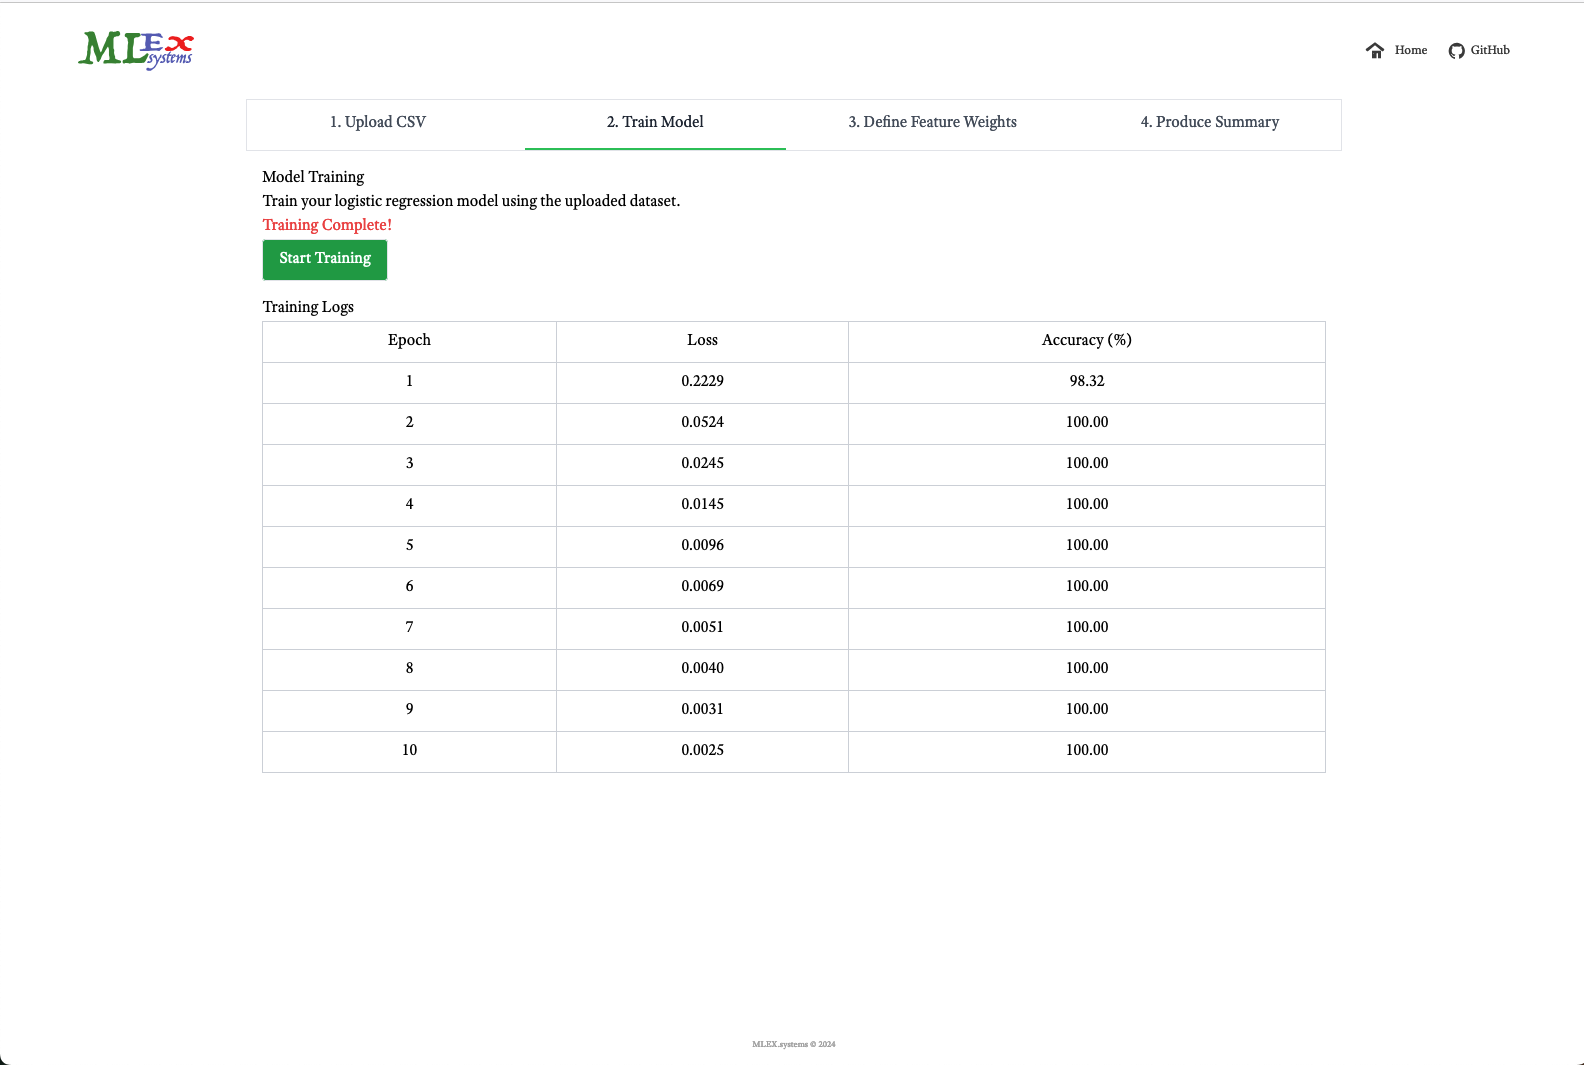 MLEx systems
Home GitHub
1. Upload CSV 2. Train Model 3. Define Feature Weights 4. Produce Summary
Model Training
Train your logistic regression model using the uploaded dataset.
Training Complete!
Start Training
Training Logs
Epoch Loss Accuracy (%)
1 0.2229 98.32
2 0.0524 100.00
3 0.0245 100.00
4 0.0145 100.00
5 0.0096 100.00
6 0.0069 100.00
7 0.0051 100.00
8 0.0040 100.00
9 0.0031 100.00
10 0.0025 100.00
MLEX.systems © 2024